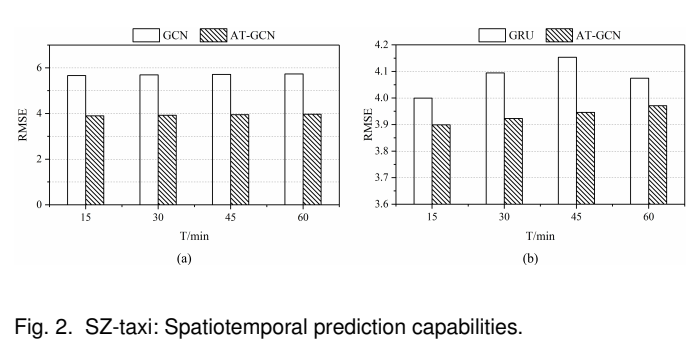 GCN AT-GCN
RMSE
6
4
2
0
15 30 45 60
T/min
(a)
GRU AT-GCN
RMSE
4.2
4.1
4.0
3.9
3.8
3.7
3.6
15 30 45 60
T/min
(b)
Fig. 2. SZ-taxi: Spatiotemporal prediction capabilities.